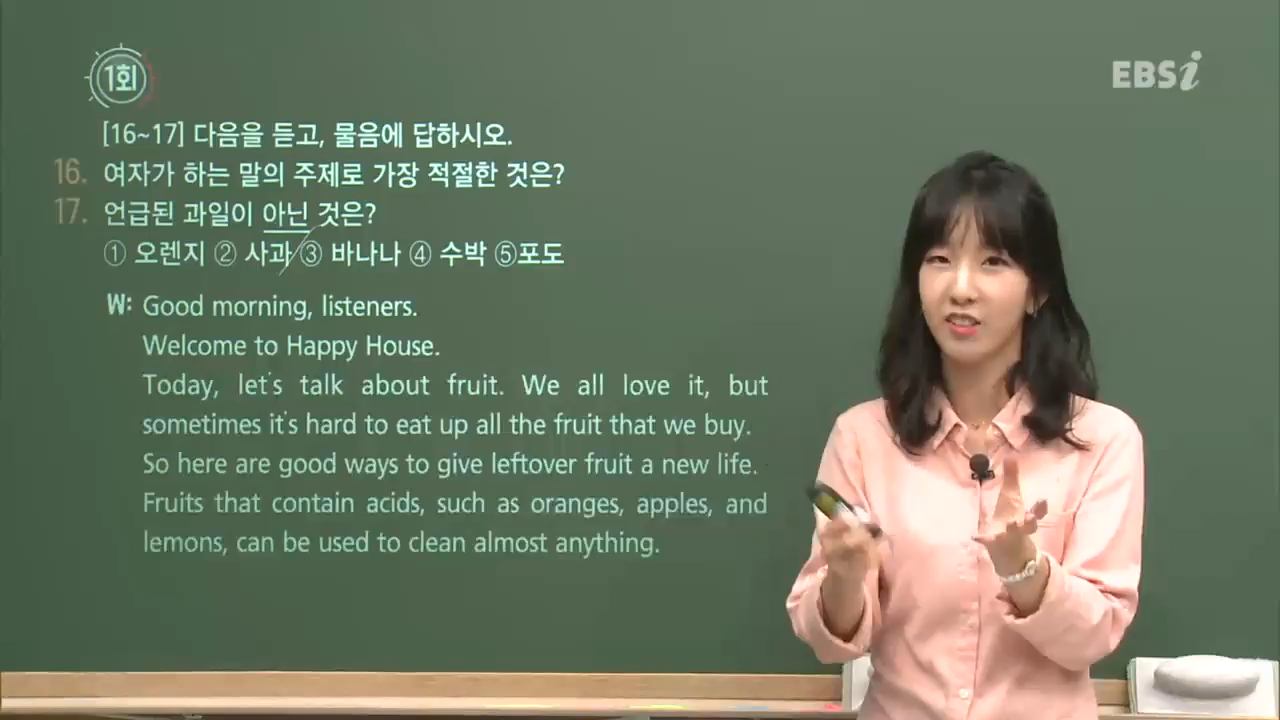 1회
EBSi
[16~17] 다음을 듣고, 물음에 답하시오.
16. 여자가 하는 말의 주제로 가장 적절한 것은?
17. 언급된 과일이 아닌 것은?
① 오렌지 ② 사과 ③ 바나나 ④ 수박 ⑤포도
W: Good morning, listeners.
Welcome to Happy House.
Today, let's talk about fruit. We all love it, but
sometimes it's hard to eat up all the fruit that we buy.
So here are good ways to give leftover fruit a new life.
Fruits that contain acids, such as oranges, apples, and
lemons, can be used to clean almost anything.